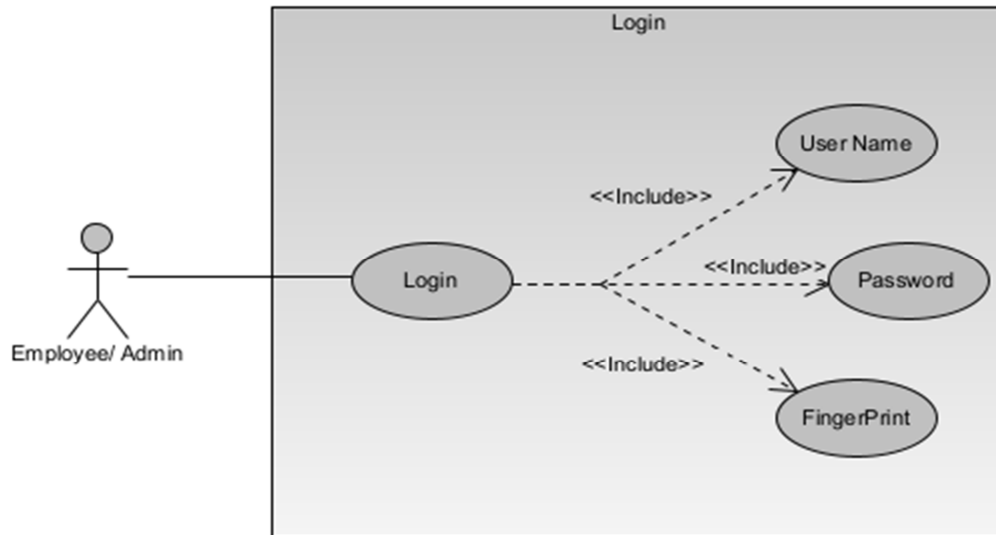 Login
User Name
<<Include>>
<<Include>>
Login
Password
Employee/ Admin
<<Include>>
FingerPrint